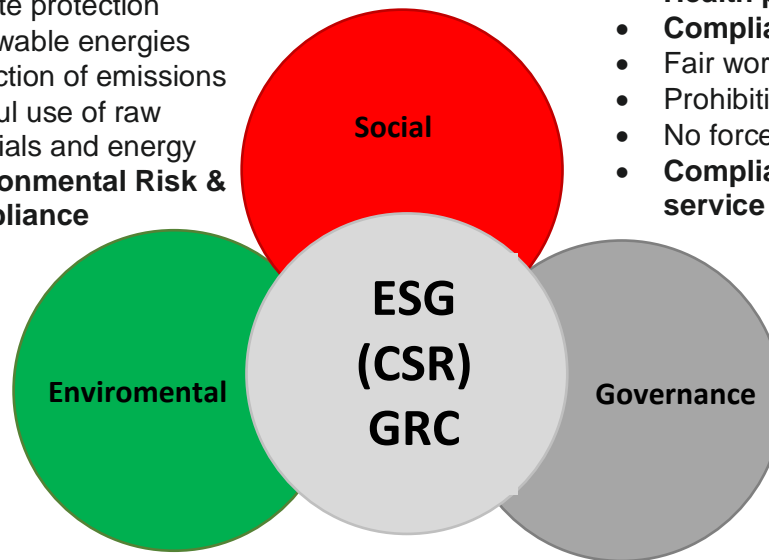 te protection
wable energies
ction of emissions
ul use of raw
ials and energy
onmental Risk &
pliance
• Complia
• Fair wor
• Prohibiti
• No force
• Complia
service
Social
ESG
(CSR)
GRC
Enviromental
Governance